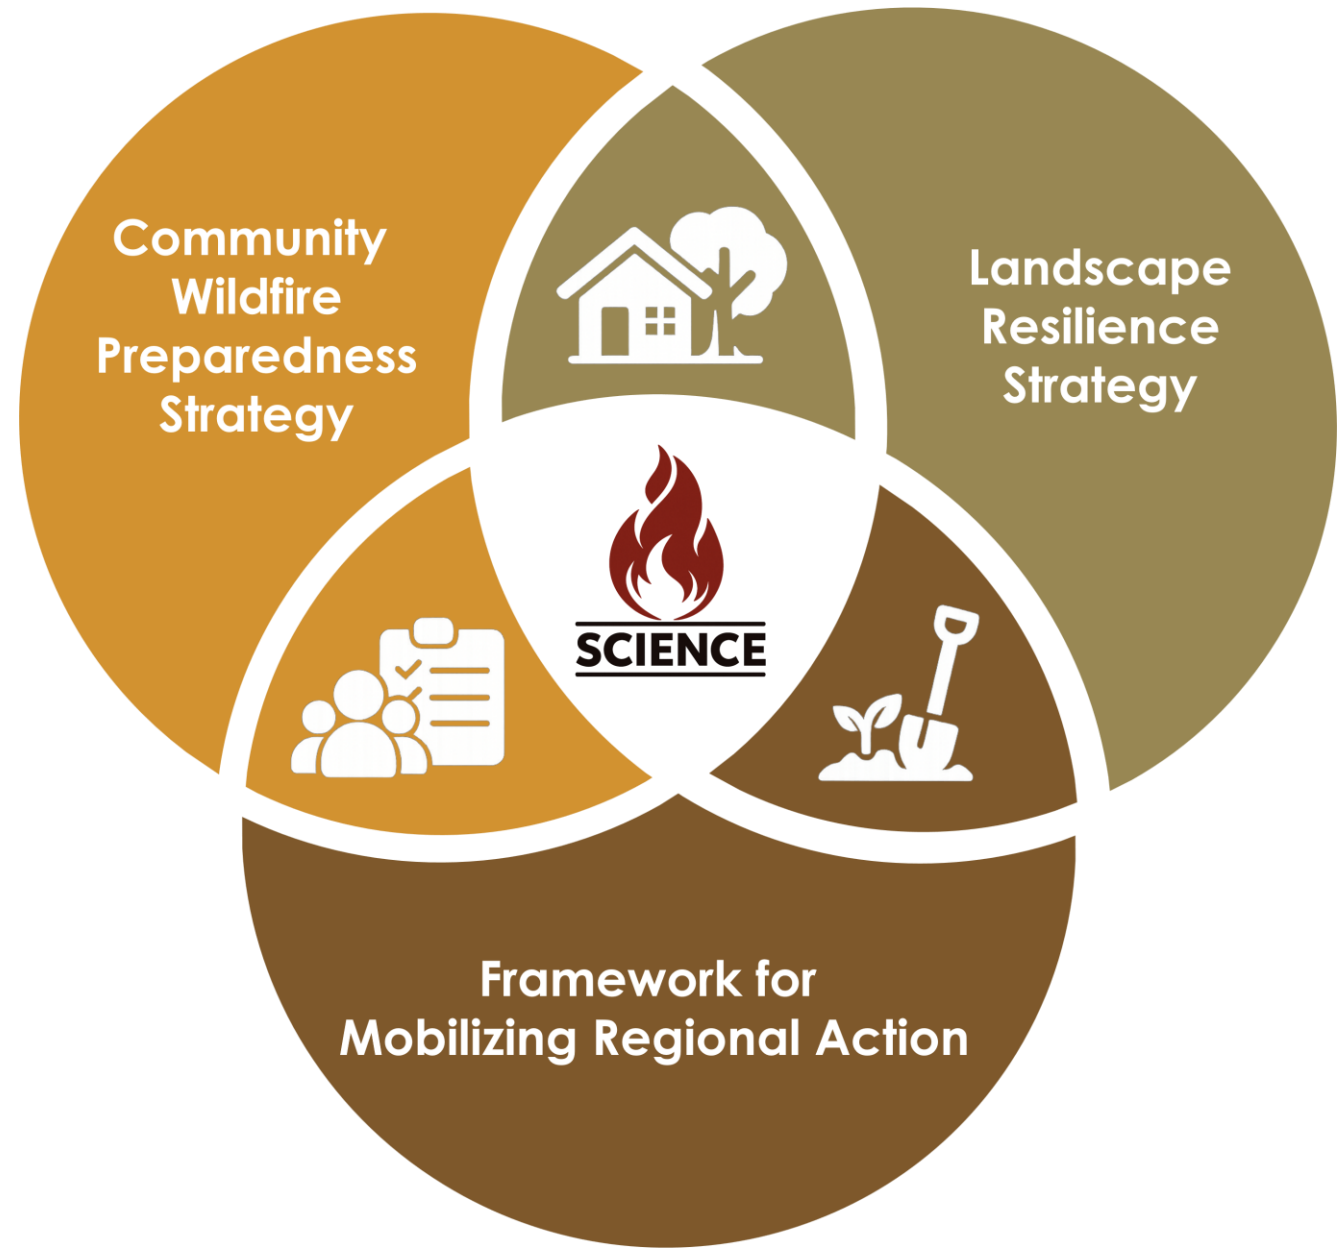 Community
Wildfire
Preparedness
Strategy
Landscape
Resilience
Strategy
SCIENCE
Framework for
Mobilizing Regional Action